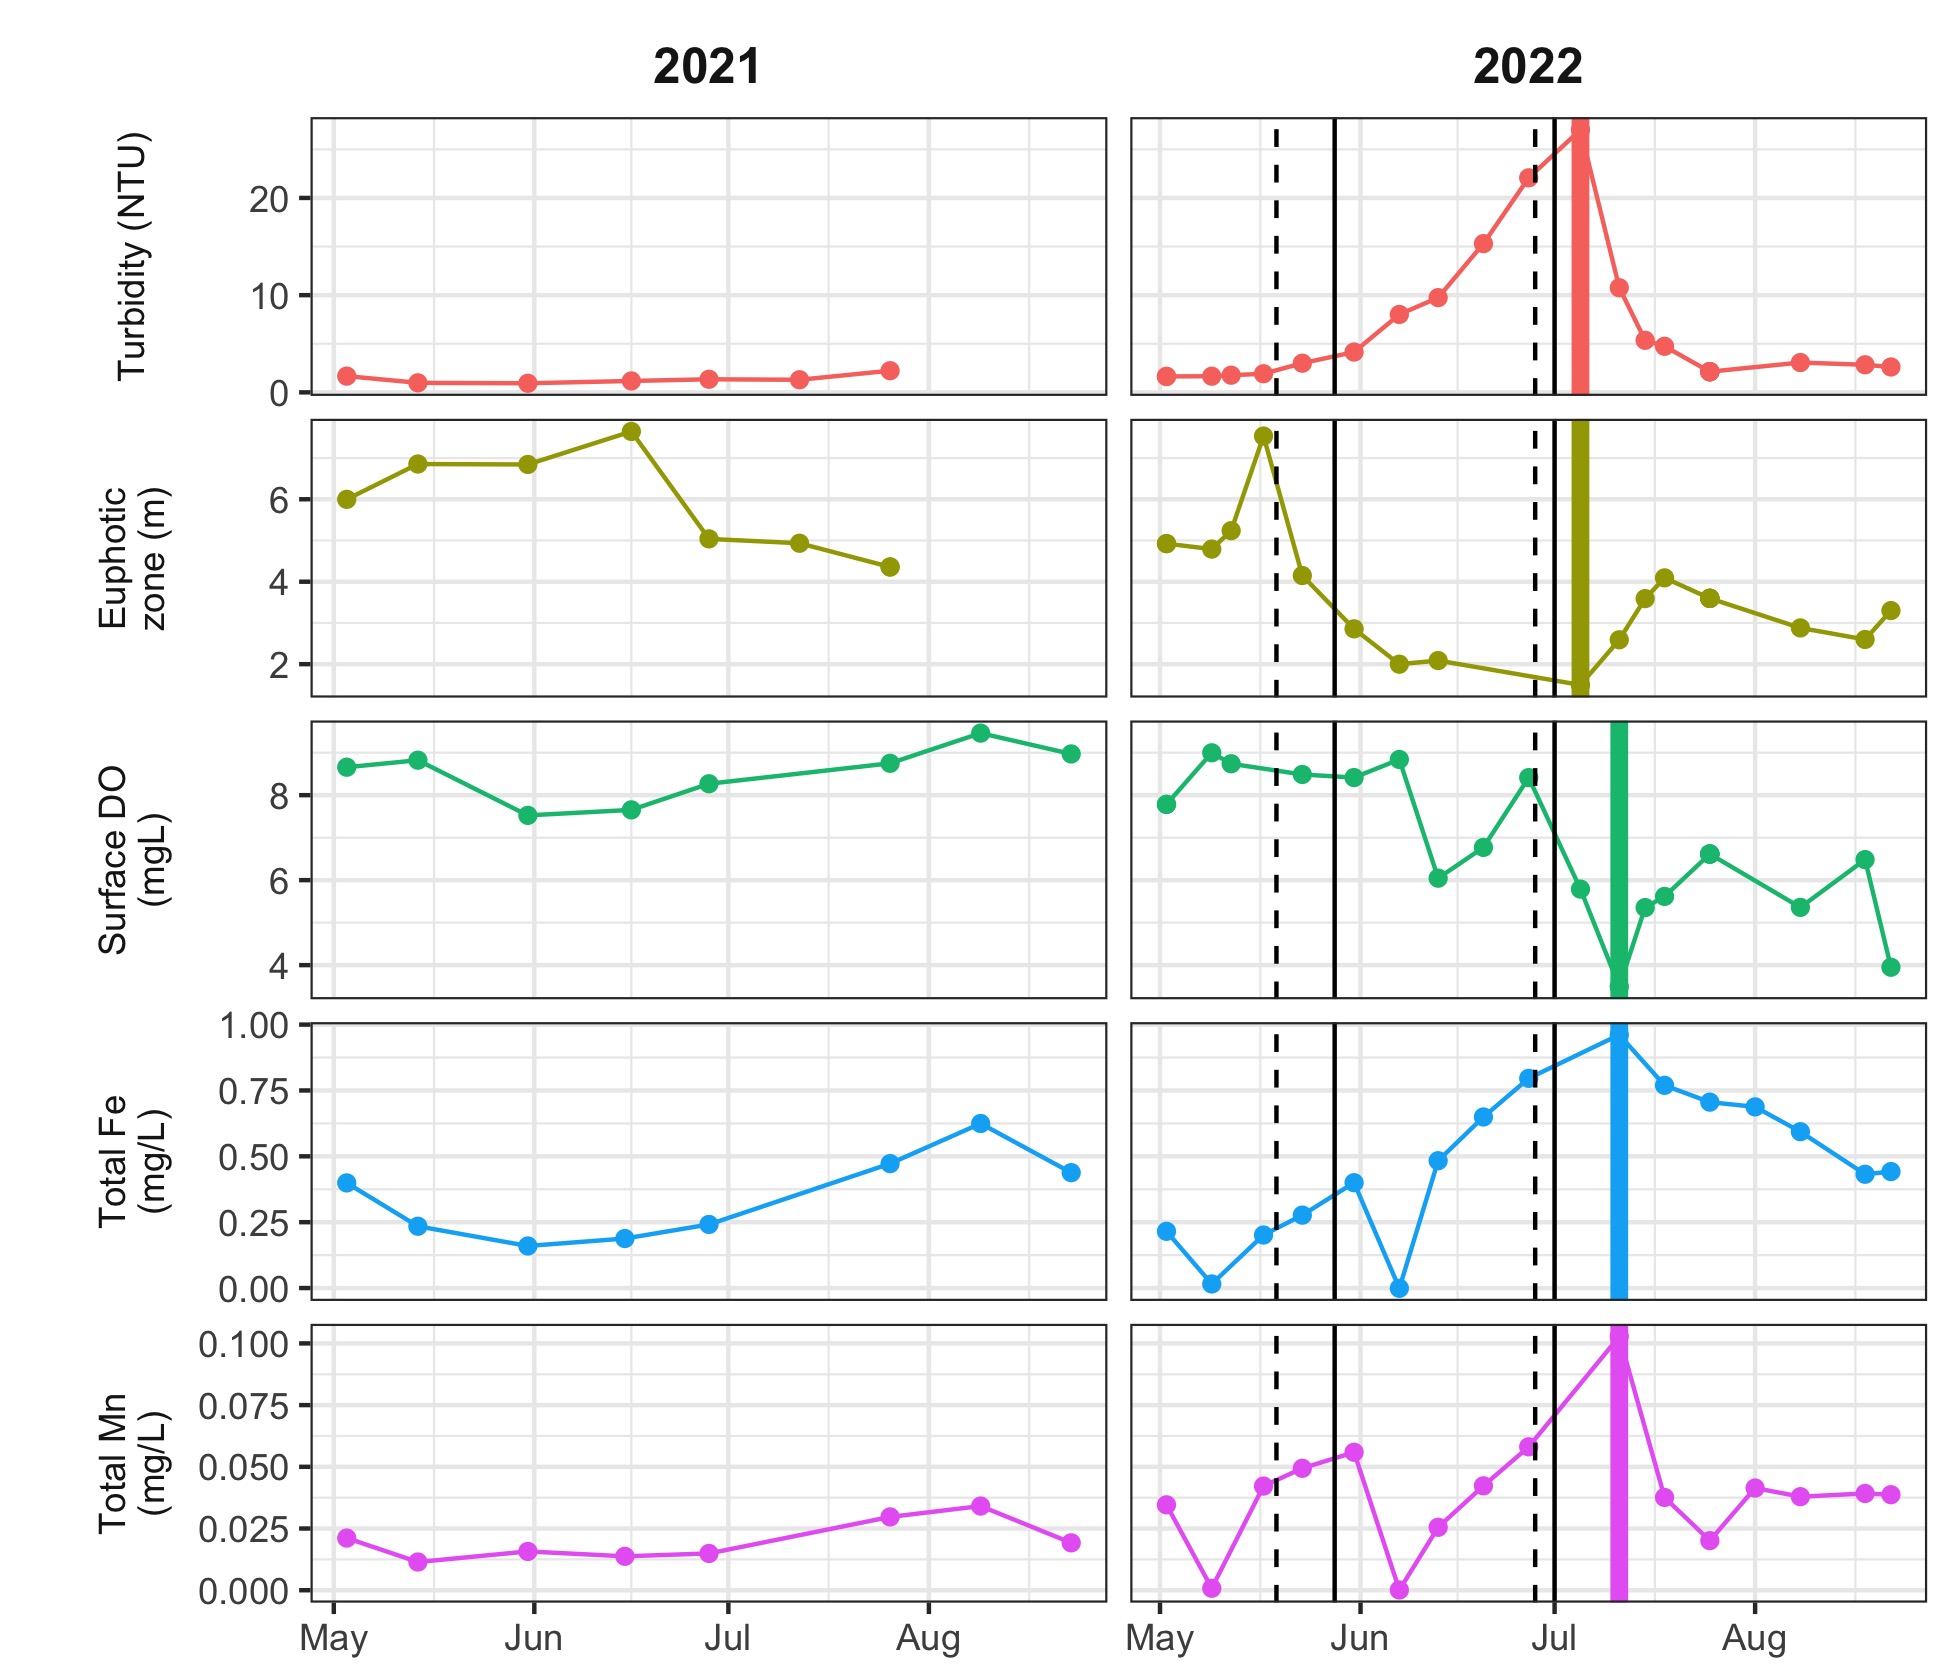 2021 2022
Turbidity (NTU)
20
10
0
Euphotic
zone (m)
6
4
2
Surface DO
(mgL)
8
6
4
Total Fe
(mg/L)
1.00
0.75
0.50
0.25
0.00
Total Mn
(mg/L)
0.100
0.075
0.050
0.025
0.000
May Jun Jul Aug May Jun Jul Aug